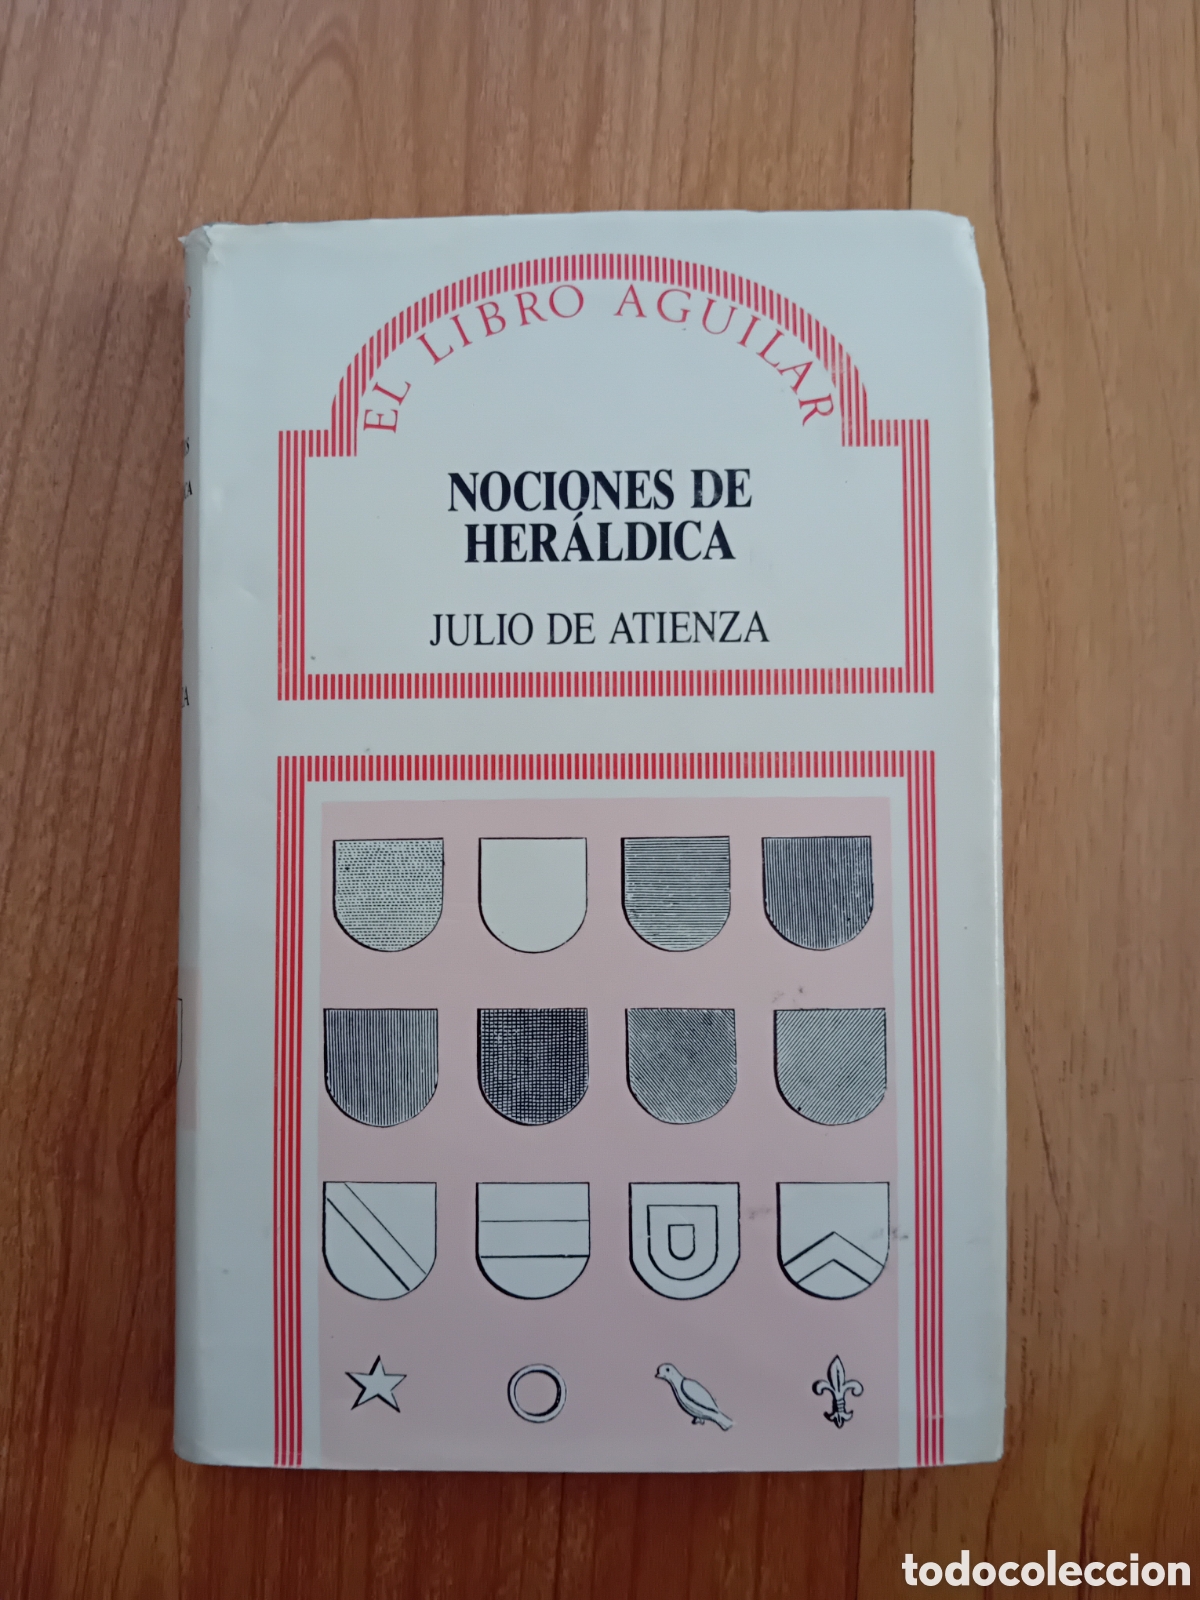 EL LIBRO AGUILAR
NOCIONES DE
HERÁLDICA
JULIO DE ATIENZA
todocoleccion